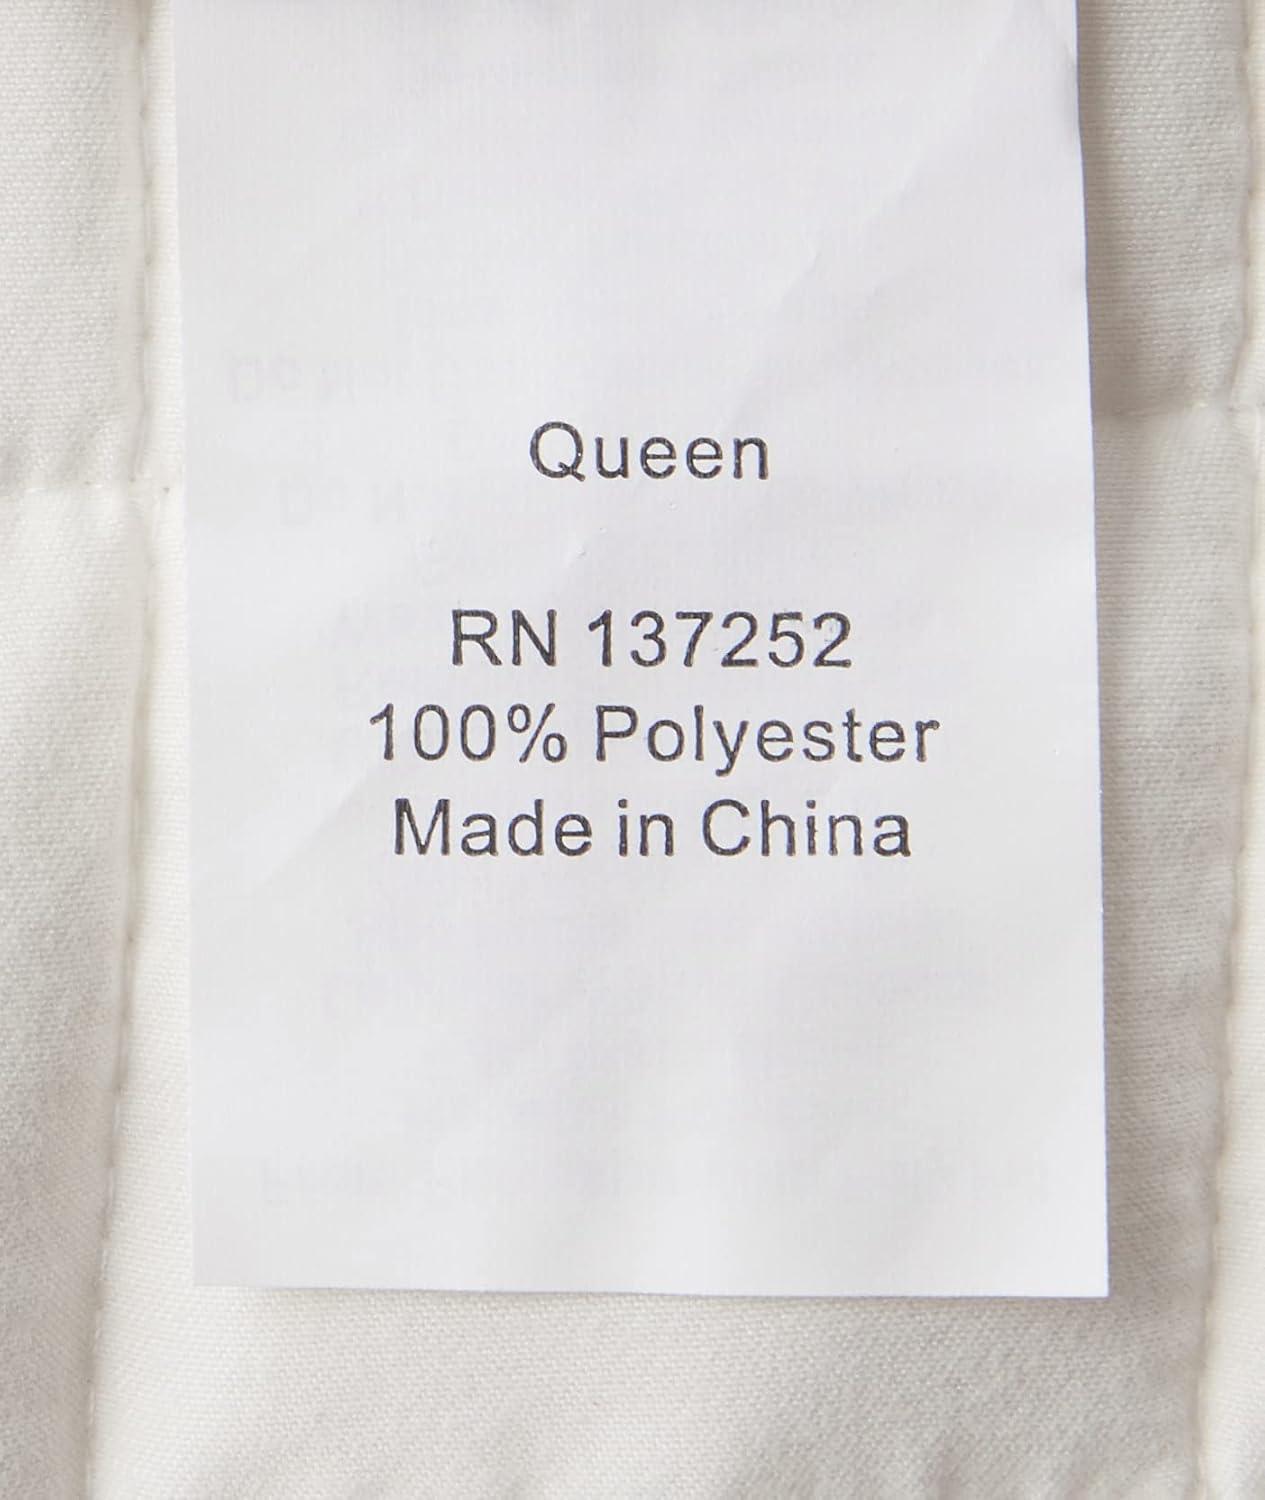 Queen
RN 137252
100% Polyester
Made in China